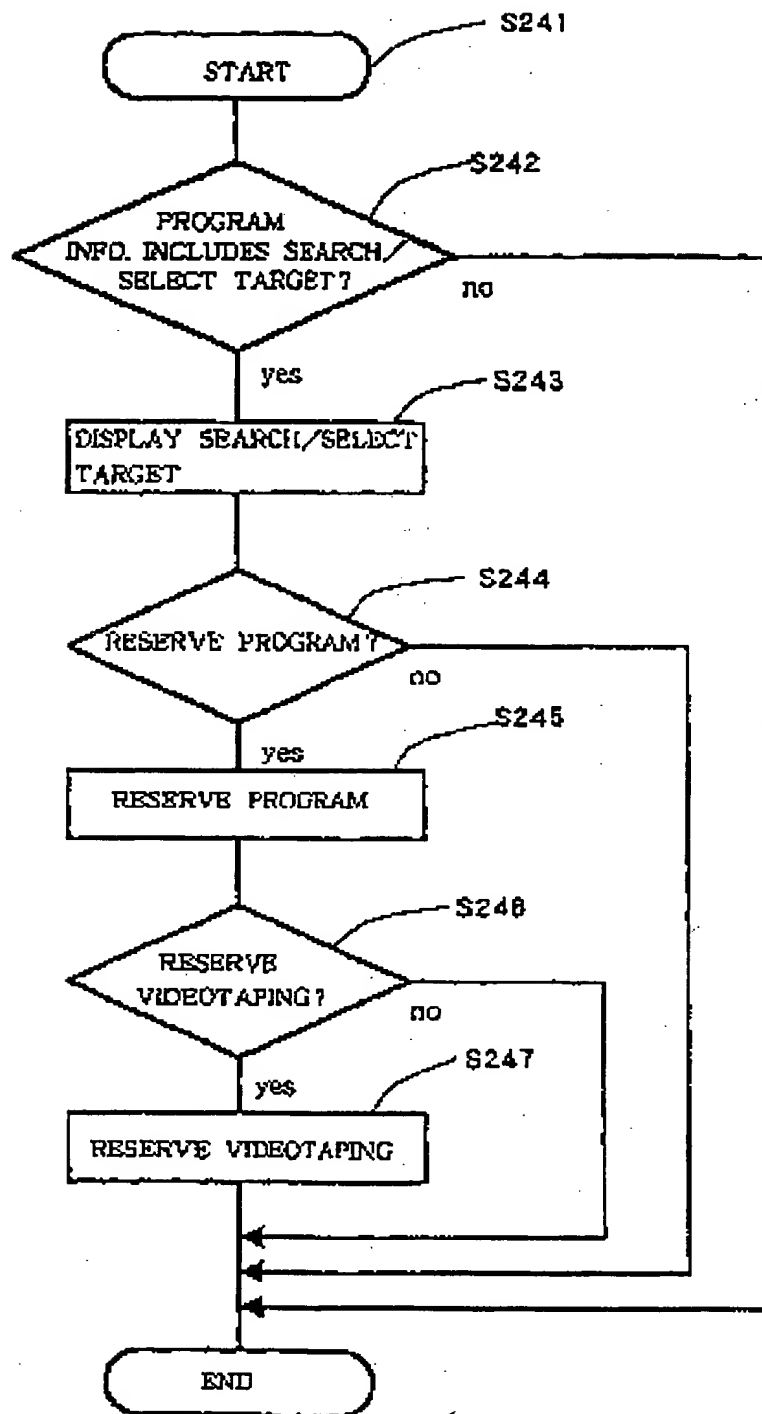 S241
START
S242
PROGRAM
INFO. INCLUDES SEARCH/
SELECT TARGET?
no
yes
S243
DISPLAY SEARCH/SELECT
TARGET
S244
RESERVE PROGRAM?
no
S245
yes
RESERVE PROGRAM
S246
RESERVE
VIDEOTAPING?
no
S247
yes
RESERVE VIDEOTAPING
END